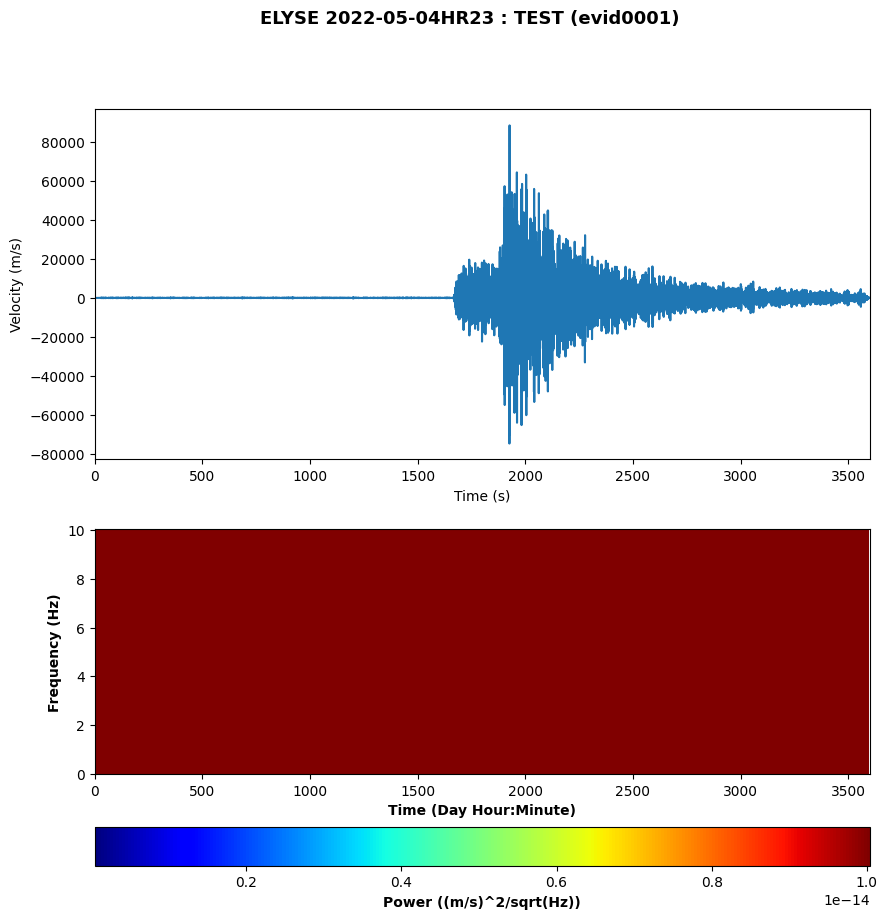 ELYSE 2022-05-04HR23 : TEST (evid0001)
80000
60000
40000
20000
0
−20000
−40000
−60000
−80000
Velocity (m/s)
0 500 1000 1500 2000 2500 3000 3500
Time (s)
10
8
6
4
2
0
Frequency (Hz)
0 500 1000 1500 2000 2500 3000 3500
Time (Day Hour:Minute)
0.2 0.4 0.6 0.8 1.0
1e−14
Power ((m/s)^2/sqrt(Hz))